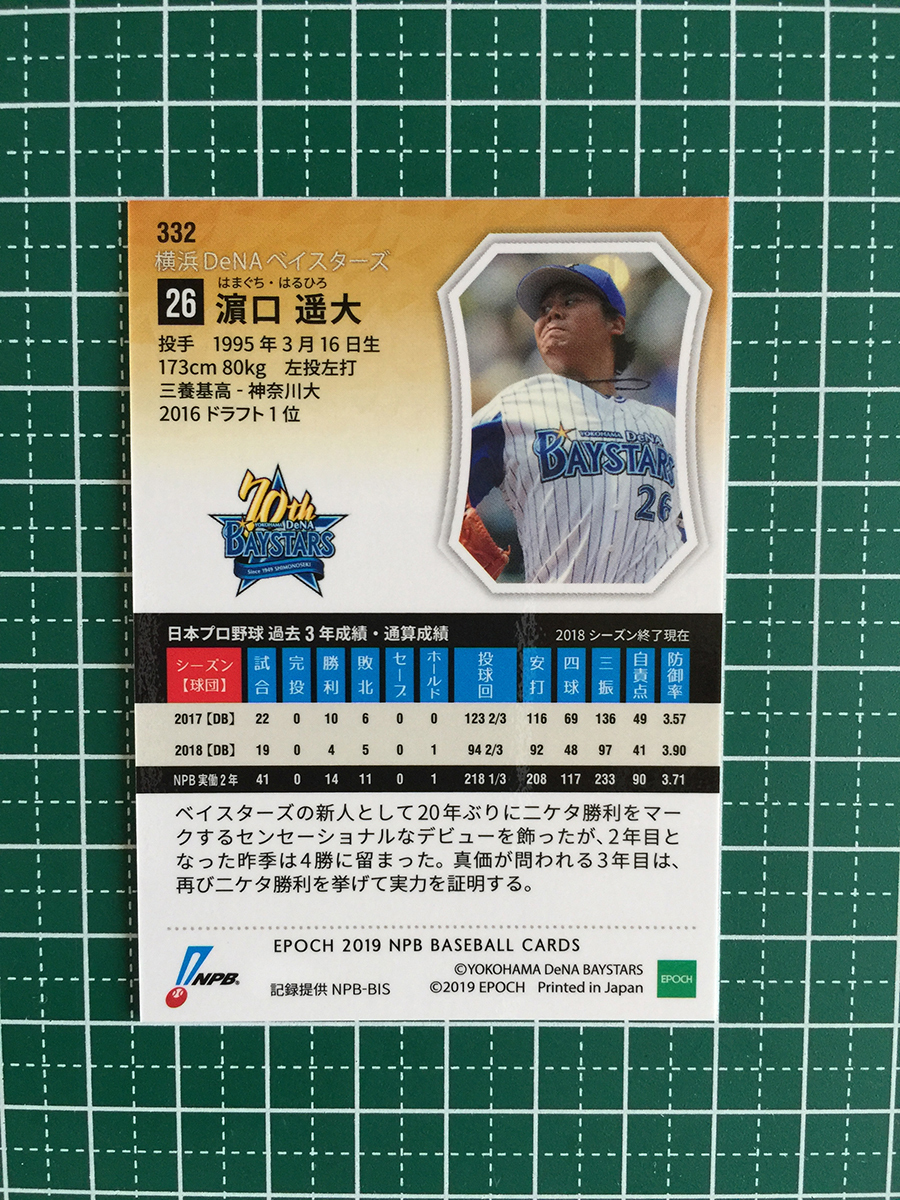 332
横浜DeNAベイスターズ
はまぐち・はるひろ
26 濵口 遥大
投手 1995年3月16日生
173cm 80kg 左投左打
三養基高 - 神奈川大
2016 ドラフト1位
YOKOHAMA DeNA
BAYSTARS
26
70th
YOKOHAMA DeNA
BAYSTARS
Since 1949 SHIMONOSEKI
日本プロ野球 過去3年成績・通算成績 2018 シーズン終了現在
シーズン【球団】 試合 完投 勝利 敗北 セーブ ホールド 投球回 安打 四球 三振 自責点 防御率
2017【DB】 22 0 10 6 0 0 123 2/3 116 69 136 49 3.57
2018【DB】 19 0 4 5 0 1 94 2/3 92 48 97 41 3.90
NPB 実働2年 41 0 14 11 0 1 218 1/3 208 117 233 90 3.71
ベイスターズの新人として20年ぶりに二ケタ勝利をマ
ークするセンセーショナルなデビューを飾ったが、2年目と
なった昨季は4勝に留まった。真価が問われる3年目は、
再び二ケタ勝利を挙げて実力を証明する。
EPOCH 2019 NPB BASEBALL CARDS
NPB
記録提供 NPB-BIS
©YOKOHAMA DeNA BAYSTARS
©2019 EPOCH Printed in Japan
EPOCH